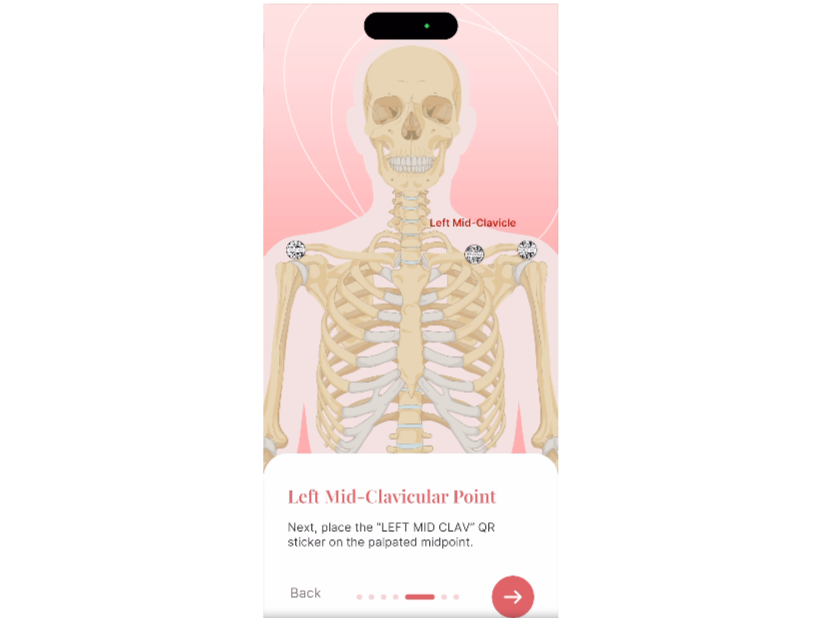 Left Mid-Clavicle
Left Mid-Clavicular Point
Next, place the "LEFT MID CLAV" QR
sticker on the palpated midpoint.
Back